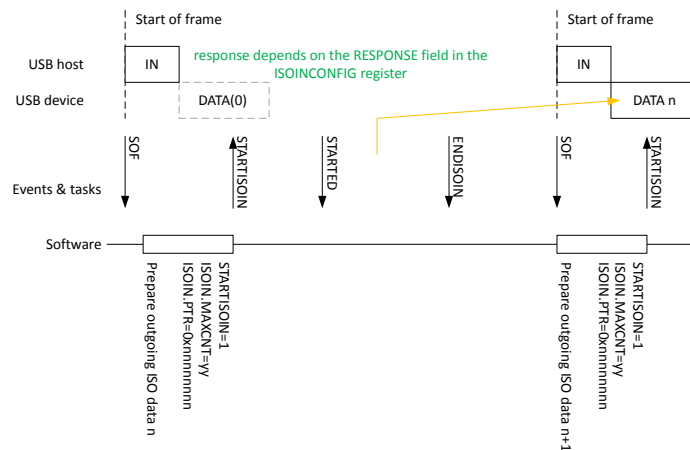 Start of frame
Start of frame
USB host
IN
response depends on the RESPONSE field in the
ISOINCONFIG register
IN
USB device
DATA(0)
DATA n
Events & tasks
SOF
STARTISOIN
STARTED
ENDISOIN
SOF
STARTISOIN
Software
STARTISOIN=1
ISOIN.MAXCNT=yy
ISOIN.PTR=0xnnnnnnnn
Prepare outgoing ISO data n
STARTISOIN=1
ISOIN.MAXCNT=yy
ISOIN.PTR=0xnnnnnnnn
Prepare outgoing ISO data n+1